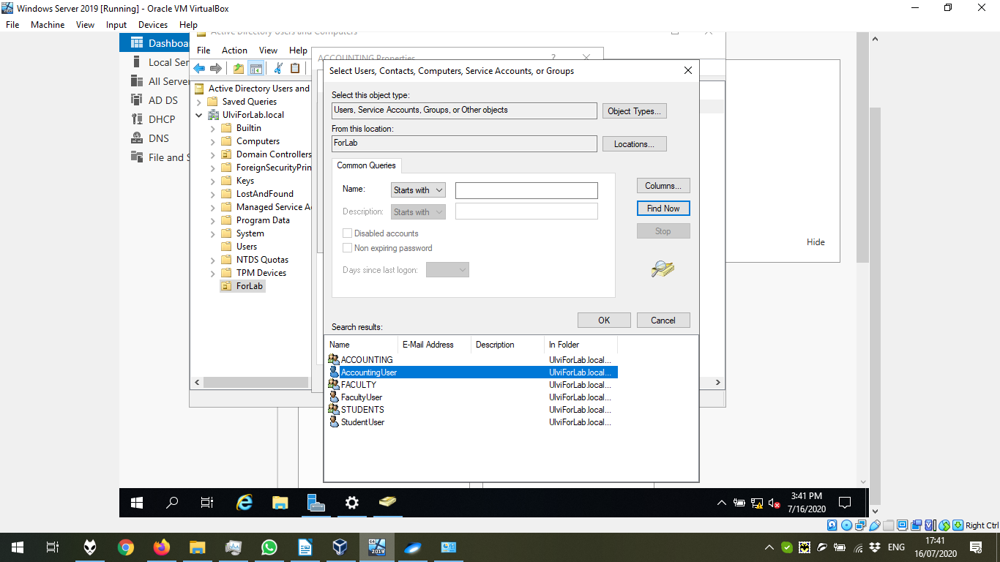 Windows Server 2019 [Running] - Oracle VM VirtualBox
File Machine View Input Devices Help
Active Directory Users and Computers
Dashboa
Local Ser
All Server
AD DS
DHCP
DNS
File and S
File Action View Help
Active Directory Users and
Saved Queries
UlviForLab.local
Builtin
Computers
Domain Controllers
ForeignSecurityPrin
Keys
LostAndFound
Managed Service A
Program Data
System
Users
NTDS Quotas
TPM Devices
ForLab
ACCOUNTING Properties
?
Select Users, Contacts, Computers, Service Accounts, or Groups
Select this object type:
Users, Service Accounts, Groups, or Other objects
Object Types...
From this location:
ForLab
Locations...
Common Queries
Name: Starts with
Description: Starts with
Disabled accounts
Non expiring password
Days since last logon:
Columns...
Find Now
Stop
OK Cancel
Search results:
Name E-Mail Address Description In Folder
ACCOUNTING UlviForLab.local...
AccountingUser UlviForLab.local...
FACULTY UlviForLab.local...
FacultyUser UlviForLab.local...
STUDENTS UlviForLab.local...
StudentUser UlviForLab.local...
Hide
3:41 PM
7/16/2020
Right Ctrl
64
2019
ENG
17:41
16/07/2020